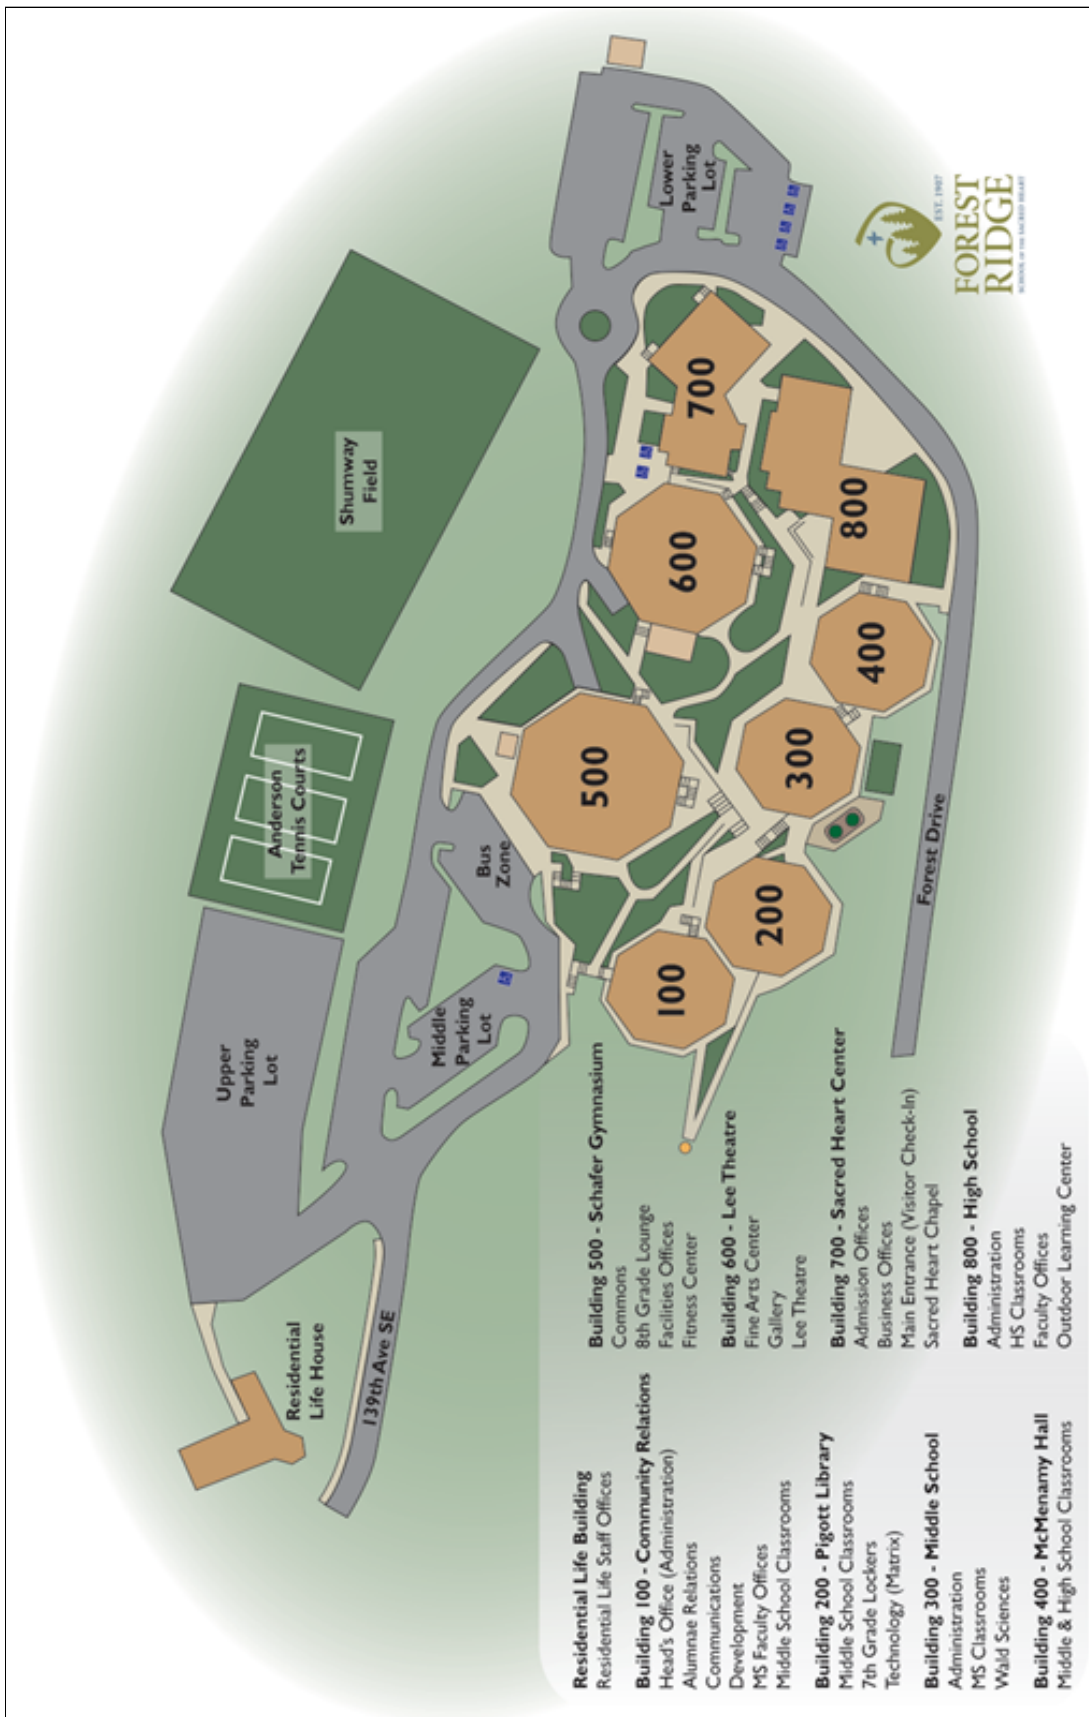 Residential
Life House
139th Ave SE
Upper
Parking
Lot
Middle
Parking
Lot
Bus
Zone
Anderson
Tennis Courts
Shumway
Field
Lower
Parking
Lot
100
200
300
400
500
600
700
800
Forest Drive
EST. 1907
FOREST
RIDGE
SCHOOL OF THE SACRED HEART
Residential Life Building
Residential Life Staff Offices
Building 100 - Community Relations
Head's Office (Administration)
Alumnae Relations
Communications
Development
MS Faculty Offices
Middle School Classrooms
Building 200 - Pigott Library
Middle School Classrooms
7th Grade Lockers
Technology (Matrix)
Building 300 - Middle School
Administration
MS Classrooms
Wald Sciences
Building 400 - McMenamy Hall
Middle & High School Classrooms
Building 500 - Schafer Gymnasium
Commons
8th Grade Lounge
Facilities Offices
Fitness Center
Building 600 - Lee Theatre
Fine Arts Center
Gallery
Lee Theatre
Building 700 - Sacred Heart Center
Admission Offices
Business Offices
Main Entrance (Visitor Check-In)
Sacred Heart Chapel
Building 800 - High School
Administration
HS Classrooms
Faculty Offices
Outdoor Learning Center